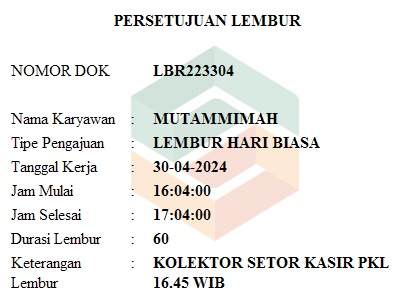 PERSETUJUAN LEMBUR
NOMOR DOK LBR223304
Nama Karyawan : MUTAMMIMAH
Tipe Pengajuan : LEMBUR HARI BIASA
Tanggal Kerja : 30-04-2024
Jam Mulai : 16:04:00
Jam Selesai : 17:04:00
Durasi Lembur : 60
Keterangan : KOLEKTOR SETOR KASIR PKL
Lembur 16.45 WIB